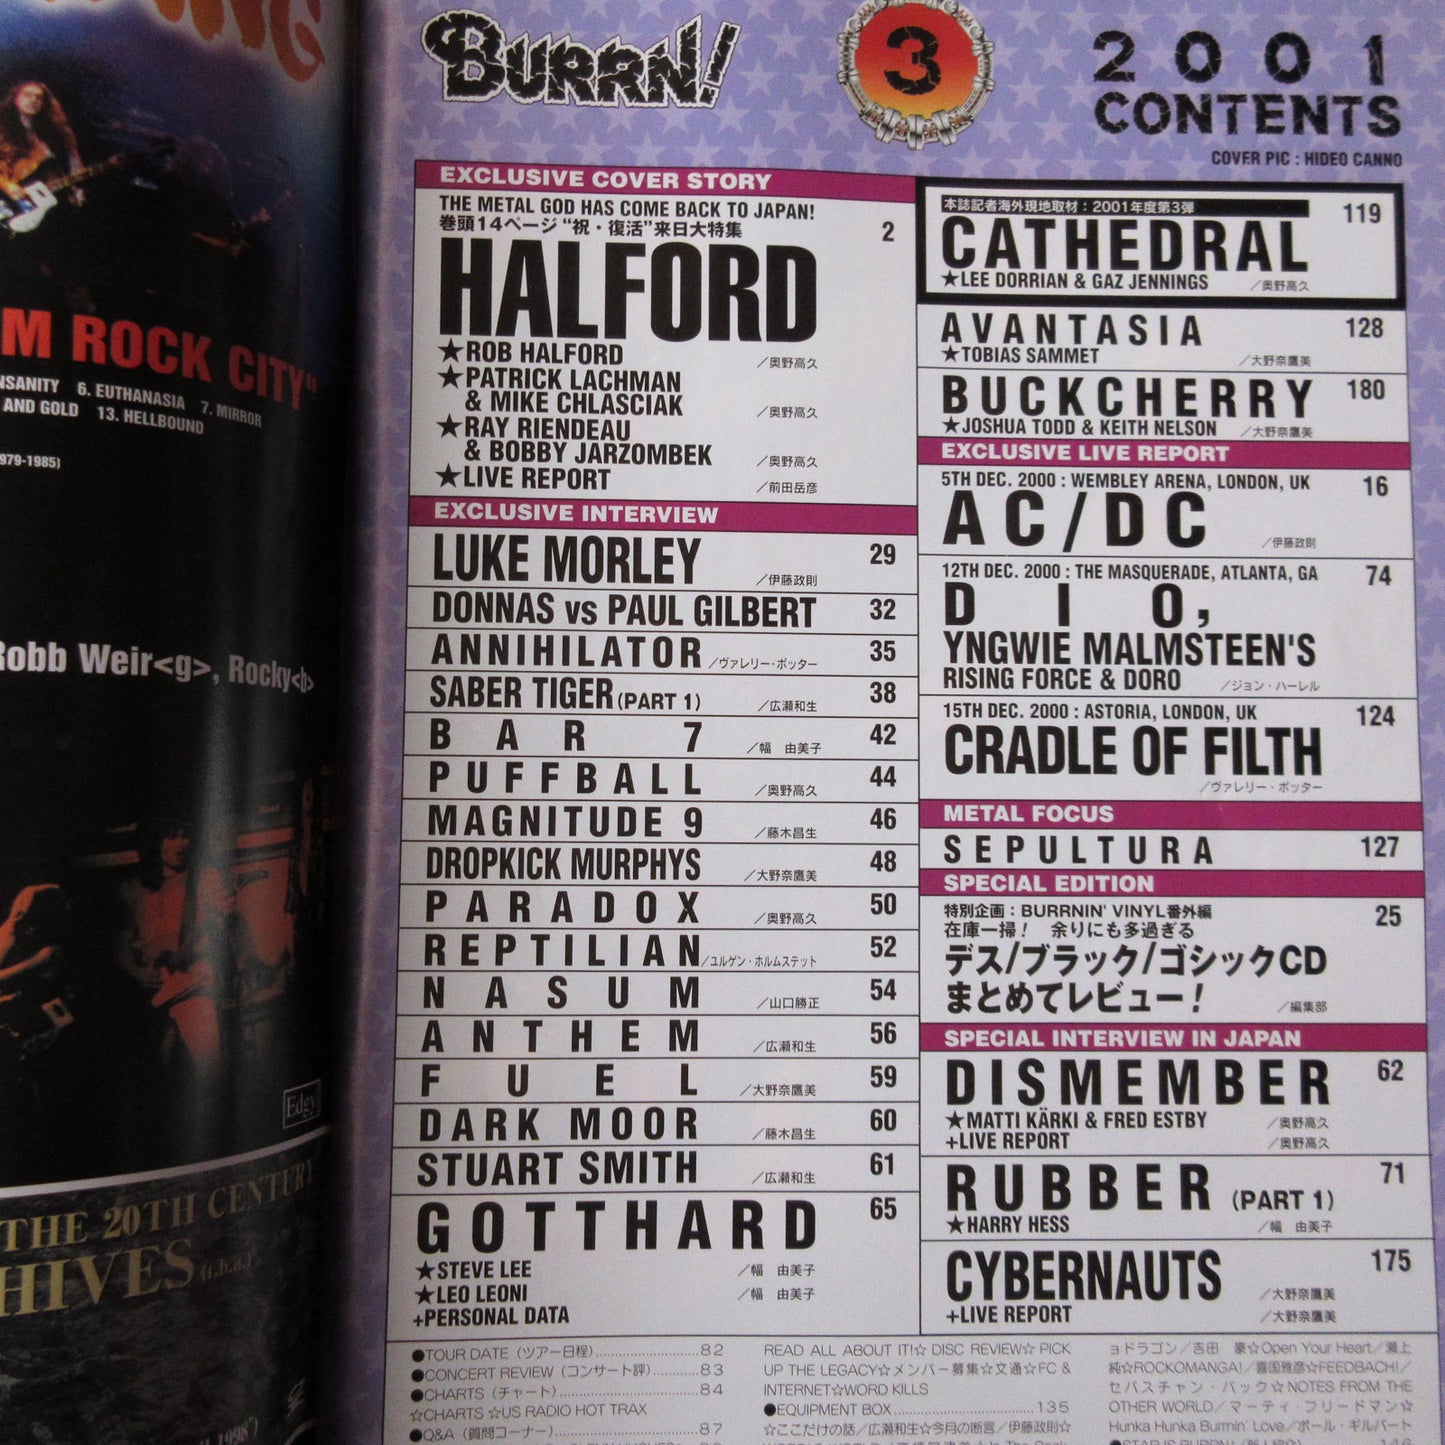 M ROCK CITY"
NSANITY 6. EUTHANASIA 7. MIRROR
AND GOLD 13. HELLBOUND
979-1985)
Robb Weir<g>, Rocky<b>
Edgy
THE 20TH CENTURY
HIVES (t.b.a.)
1998")
BURRN!
3
2001
CONTENTS
COVER PIC : HIDEO CANNO
EXCLUSIVE COVER STORY
THE METAL GOD HAS COME BACK TO JAPAN!
巻頭14ページ “祝・復活”来日大特集 2
HALFORD
★ROB HALFORD ／奥野高久
★PATRICK LACHMAN
& MIKE CHLASCIAK ／奥野高久
★RAY RIENDEAU
& BOBBY JARZOMBEK ／奥野高久
★LIVE REPORT ／前田岳彦
EXCLUSIVE INTERVIEW
LUKE MORLEY ／伊藤政則 29
DONNAS vs PAUL GILBERT 32
ANNIHILATOR ／ヴァレリー・ポッター 35
SABER TIGER (PART 1) ／広瀬和生 38
BAR 7 ／幅 由美子 42
PUFFBALL ／奥野高久 44
MAGNITUDE 9 ／藤木昌生 46
DROPKICK MURPHYS ／大野奈鷹美 48
PARADOX ／奥野高久 50
REPTILIAN ／ユルゲン・ホルムステット 52
NASUM ／山口勝正 54
ANTHEM ／広瀬和生 56
FUEL ／大野奈鷹美 59
DARK MOOR ／藤木昌生 60
STUART SMITH ／広瀬和生 61
GOTTHARD 65
★STEVE LEE ／幅 由美子
★LEO LEONI ／幅 由美子
+PERSONAL DATA
本誌記者海外現地取材：2001年度第3弾 119
CATHEDRAL
★LEE DORRIAN & GAZ JENNINGS ／奥野高久
AVANTASIA 128
★TOBIAS SAMMET ／大野奈鷹美
BUCKCHERRY 180
★JOSHUA TODD & KEITH NELSON ／大野奈鷹美
EXCLUSIVE LIVE REPORT
5TH DEC. 2000 : WEMBLEY ARENA, LONDON, UK 16
AC/DC ／伊藤政則
12TH DEC. 2000 : THE MASQUERADE, ATLANTA, GA 74
DIO,
YNGWIE MALMSTEEN'S
RISING FORCE & DORO ／ジョン・ハーレル
15TH DEC. 2000 : ASTORIA, LONDON, UK 124
CRADLE OF FILTH
／ヴァレリー・ポッター
METAL FOCUS
SEPULTURA 127
SPECIAL EDITION
特別企画：BURRNIN' VINYL番外編 25
在庫一掃！ 余りにも多過ぎる
デス/ブラック/ゴシックCD
まとめてレビュー！ ／編集部
SPECIAL INTERVIEW IN JAPAN
DISMEMBER 62
★MATTI KÄRKI & FRED ESTBY ／奥野高久
+LIVE REPORT ／奥野高久
RUBBER (PART 1) 71
★HARRY HESS ／幅 由美子
CYBERNAUTS 175
／大野奈鷹美
+LIVE REPORT ／大野奈鷹美
●TOUR DATE (ツアー日程)..................82
●CONCERT REVIEW (コンサート評)..........83
●CHARTS (チャート)......................84
☆CHARTS ☆US RADIO HOT TRAX
●Q&A (質問コーナー).....................87
READ ALL ABOUT IT!☆DISC REVIEW☆PICK
UP THE LEGACY☆メンバー募集☆文通☆FC &
INTERNET☆WORD KILLS
●EQUIPMENT BOX..................135
☆ここだけの話／広瀬和生☆今月の断言／伊藤政則☆
ョドラゴン／吉田 豪☆Open Your Heart／瀬上
純☆ROCKOMANGA!／喜国雅彦☆FEEDBACH!／
セバスチャン・バック☆NOTES FROM THE
OTHER WORLD／マーティ・フリードマン☆
Hunka Hunka Burnin' Love／ポール・ギルバート